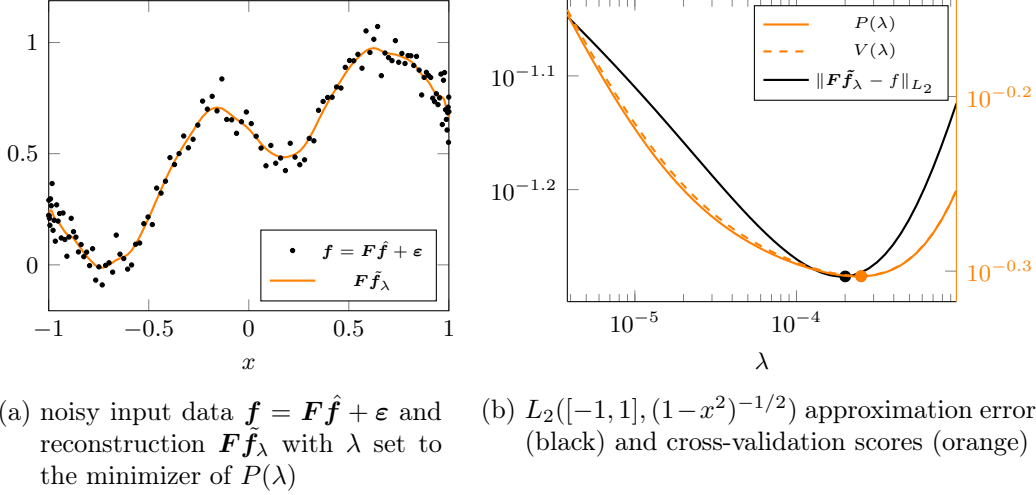 1
0.5
0
−1
−0.5
0
0.5
1
x
f = Ff̂ + ε
Ff̃λ
10^−1.1
10^−1.2
10^−5
10^−4
λ
10^−0.2
10^−0.3
P(λ)
V(λ)
‖Ff̃λ − f‖L2
(a) noisy input data f = Ff̂ + ε and
reconstruction Ff̃λ with λ set to
the minimizer of P(λ)
(b) L2([−1, 1], (1−x²)^−1/2) approximation error
(black) and cross-validation scores (orange)